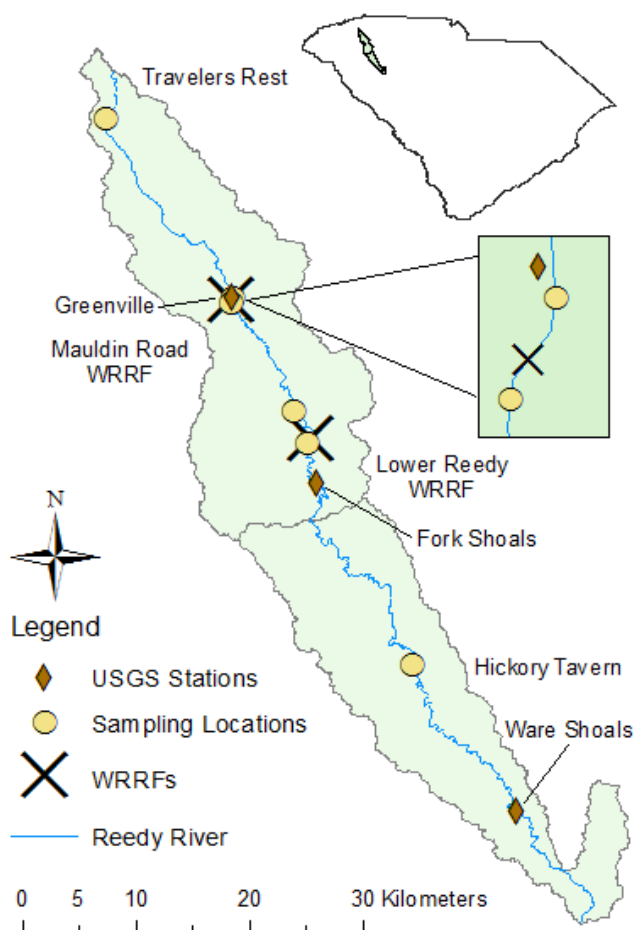 Travelers Rest
Greenville
Mauldin Road
WRRF
Lower Reedy
WRRF
N
Fork Shoals
Legend
USGS Stations
Hickory Tavern
Sampling Locations
Ware Shoals
WRRFs
Reedy River
0 5 10 20 30 Kilometers